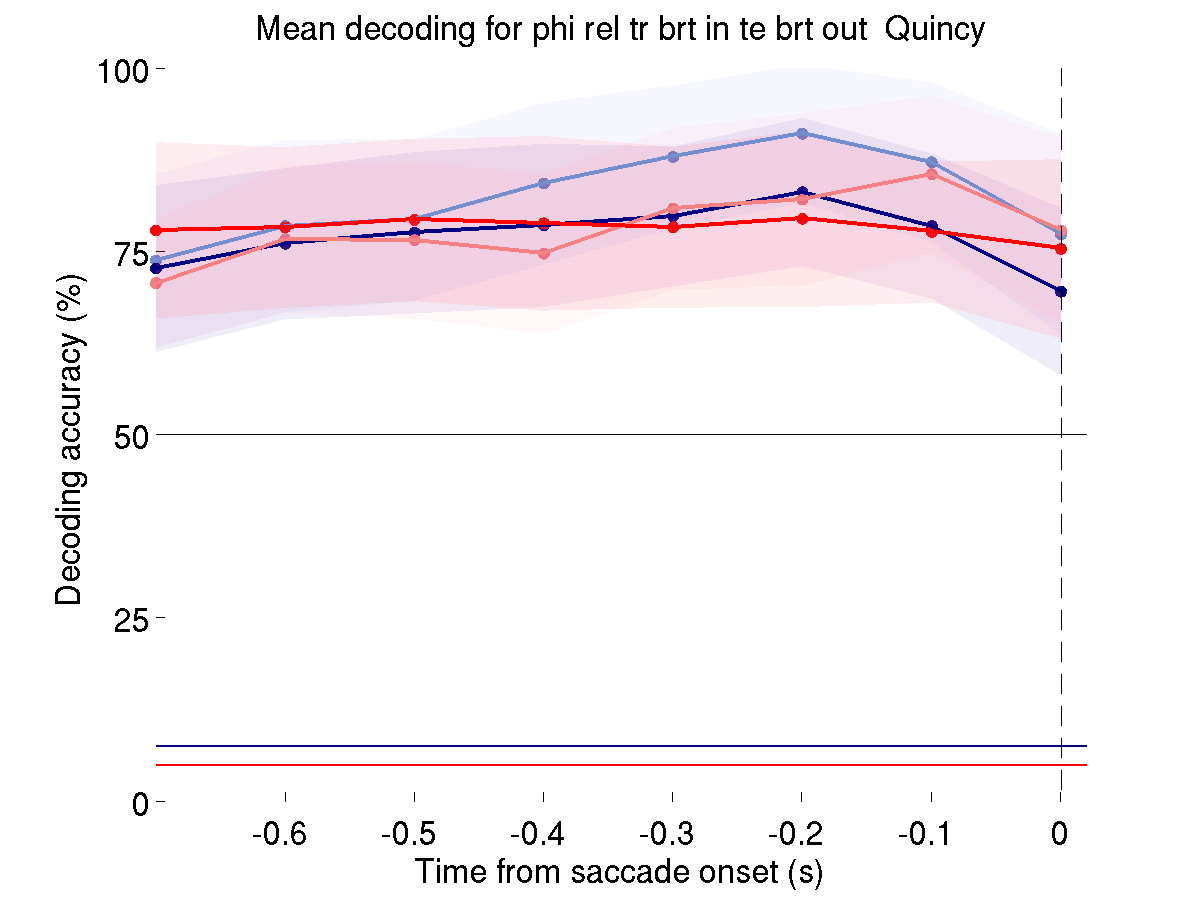 Mean decoding for phi rel tr brt in te brt out  Quincy
100
75
50
25
0
Decoding accuracy (%)
-0.6 -0.5 -0.4 -0.3 -0.2 -0.1 0
Time from saccade onset (s)